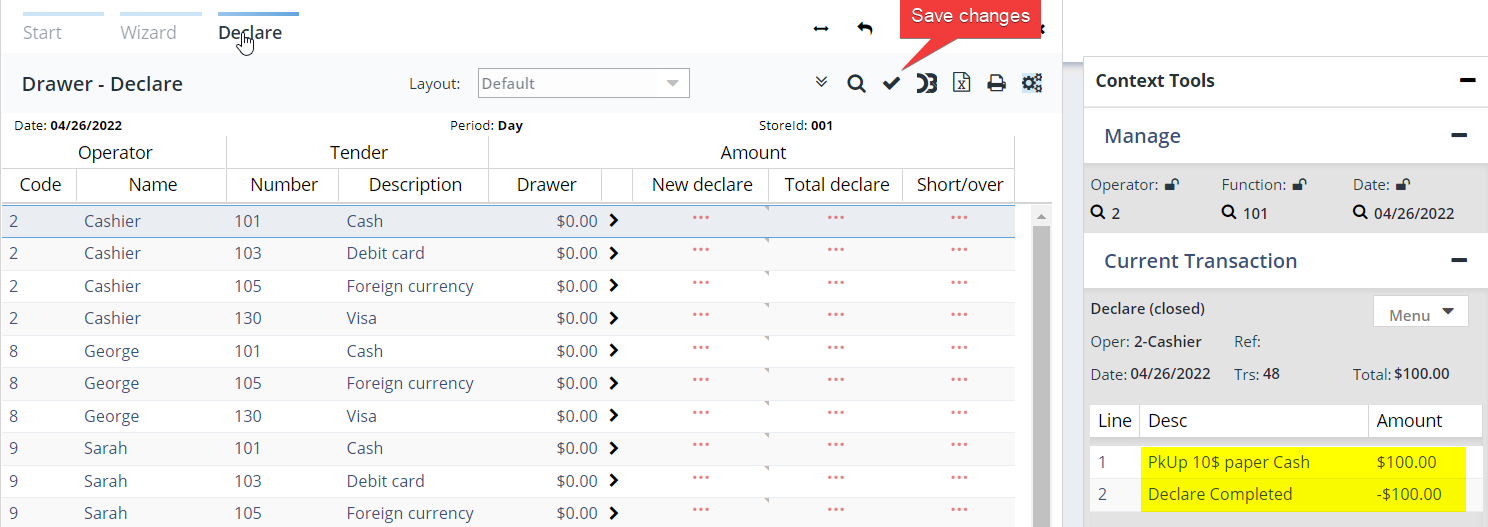 Start Wizard Declare
Save changes
Drawer - Declare Layout: Default
Date: 04/26/2022 Period: Day StoreId: 001
Operator Tender Amount
Code Name Number Description Drawer New declare Total declare Short/over
2 Cashier 101 Cash $0.00 ••• ••• •••
2 Cashier 103 Debit card $0.00 ••• ••• •••
2 Cashier 105 Foreign currency $0.00 ••• ••• •••
2 Cashier 130 Visa $0.00 ••• ••• •••
8 George 101 Cash $0.00 ••• ••• •••
8 George 105 Foreign currency $0.00 ••• ••• •••
8 George 130 Visa $0.00 ••• ••• •••
9 Sarah 101 Cash $0.00 ••• ••• •••
9 Sarah 103 Debit card $0.00 ••• ••• •••
9 Sarah 105 Foreign currency $0.00 ••• ••• •••
Context Tools
Manage
Operator: Function: Date:
2 101 04/26/2022
Current Transaction
Declare (closed) Menu
Oper: 2-Cashier Ref:
Date: 04/26/2022 Trs: 48 Total: $100.00
Line Desc Amount
1 PkUp 10$ paper Cash $100.00
2 Declare Completed -$100.00